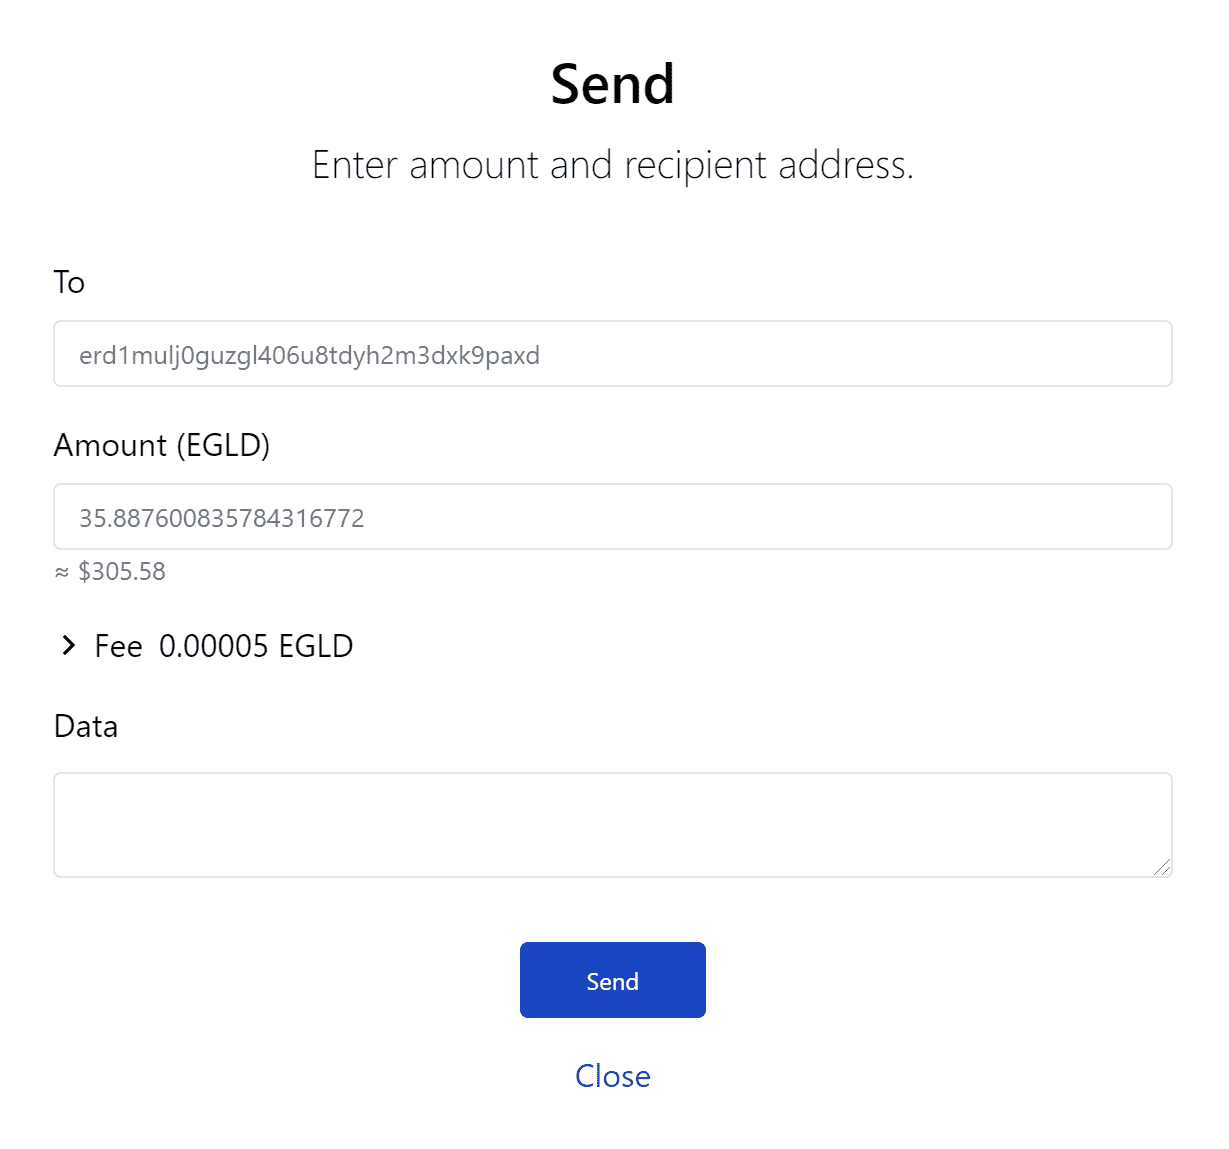 Send
Enter amount and recipient address.
To
erd1mulj0guzgl406u8tdyh2m3dxk9paxd
Amount (EGLD)
35.887600835784316772
≈ $305.58
Fee 0.00005 EGLD
Data
Send
Close